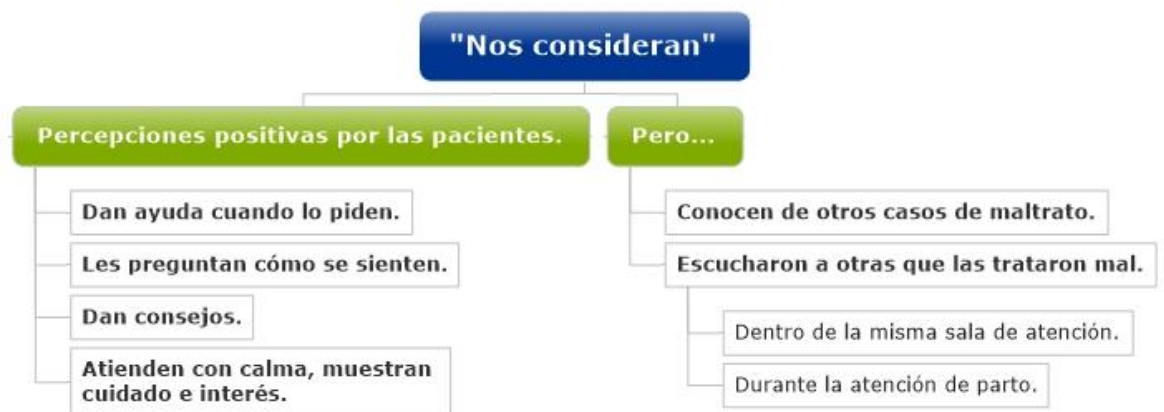 "Nos consideran"
Percepciones positivas por las pacientes.
Dan ayuda cuando lo piden.
Les preguntan cómo se sienten.
Dan consejos.
Atienden con calma, muestran
cuidado e interés.
Pero...
Conocen de otros casos de maltrato.
Escucharon a otras que las trataron mal.
Dentro de la misma sala de atención.
Durante la atención de parto.